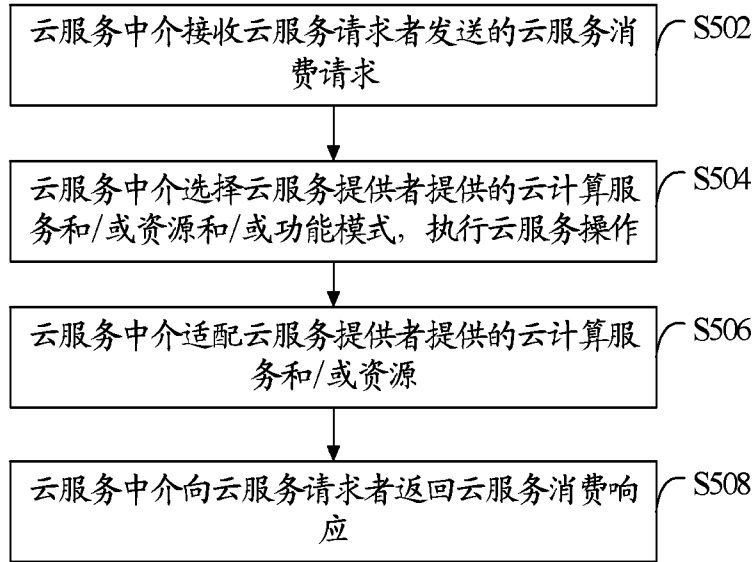 云服务中介接收云服务请求者发送的云服务消
费请求
S502
云服务中介选择云服务提供者提供的云计算服
务和/或资源和/或功能模式，执行云服务操作
S504
云服务中介适配云服务提供者提供的云计算服
务和/或资源
S506
云服务中介向云服务请求者返回云服务消费响
应
S508